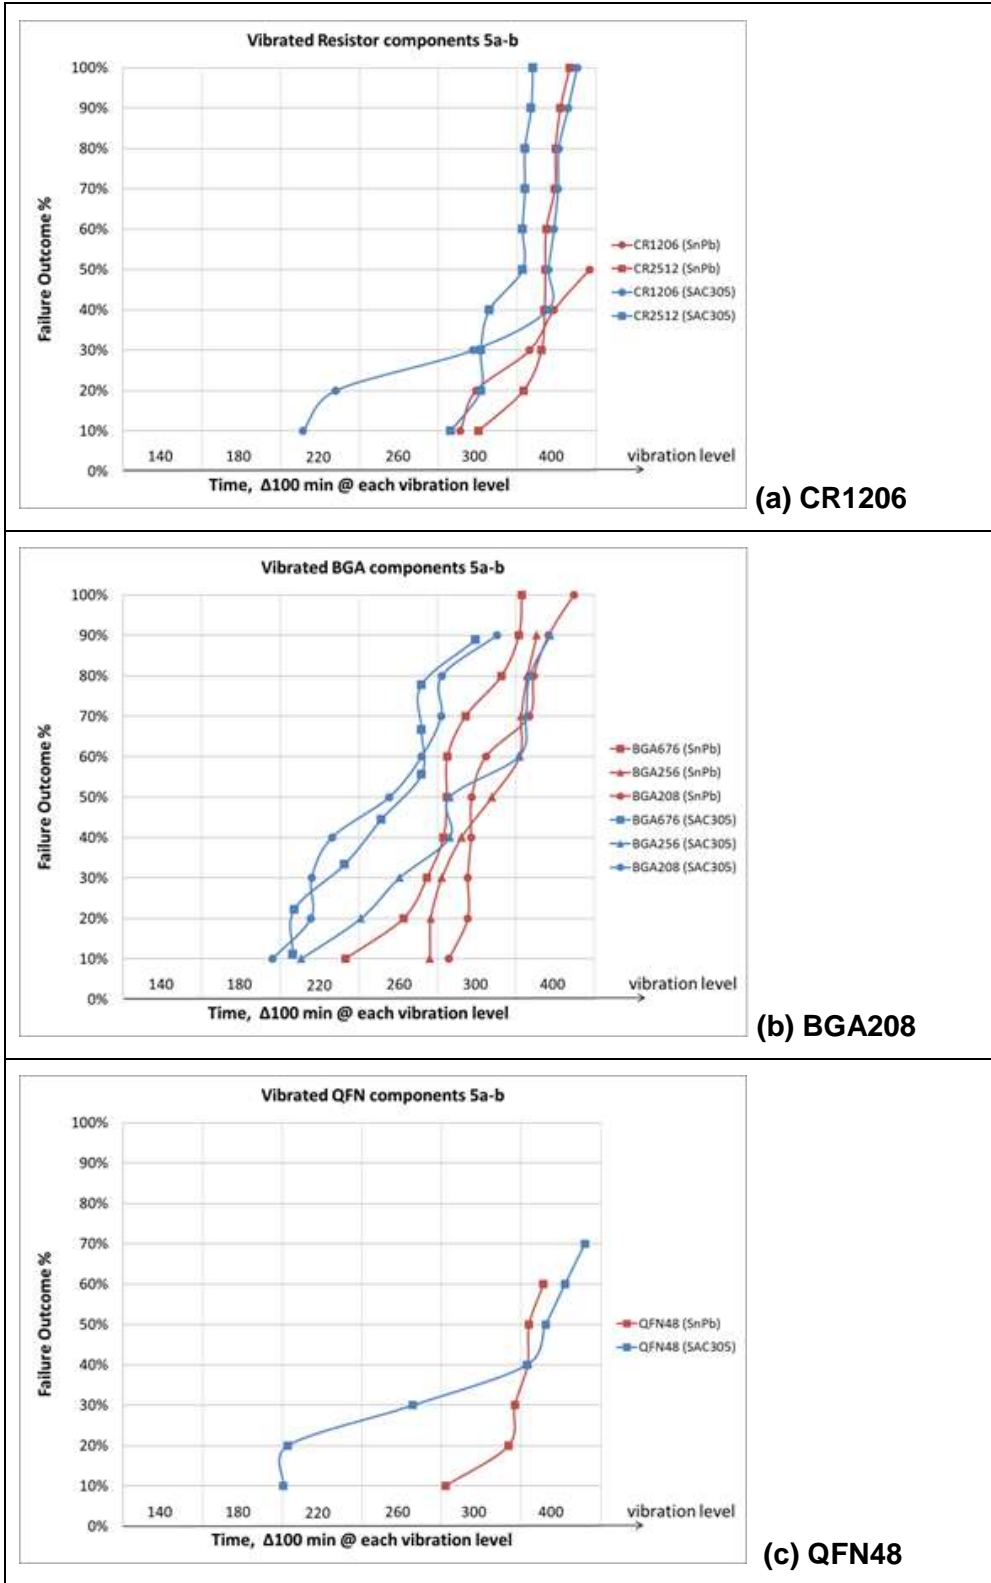 Vibrated Resistor components 5a-b
100%
90%
80%
70%
60%
50%
40%
30%
20%
10%
0%
Failure Outcome %
CR1206 (SnPb)
CR2512 (SnPb)
CR1206 (SAC305)
CR2512 (SAC305)
140 180 220 260 300 400 vibration level
Time, Δ100 min @ each vibration level
(a) CR1206
Vibrated BGA components 5a-b
100%
90%
80%
70%
60%
50%
40%
30%
20%
10%
0%
Failure Outcome %
BGA676 (SnPb)
BGA256 (SnPb)
BGA208 (SnPb)
BGA676 (SAC305)
BGA256 (SAC305)
BGA208 (SAC305)
140 180 220 260 300 400 vibration level
Time, Δ100 min @ each vibration level
(b) BGA208
Vibrated QFN components 5a-b
100%
90%
80%
70%
60%
50%
40%
30%
20%
10%
0%
Failure Outcome %
QFN48 (SnPb)
QFN48 (SAC305)
140 180 220 260 300 400 vibration level
Time, Δ100 min @ each vibration level
(c) QFN48